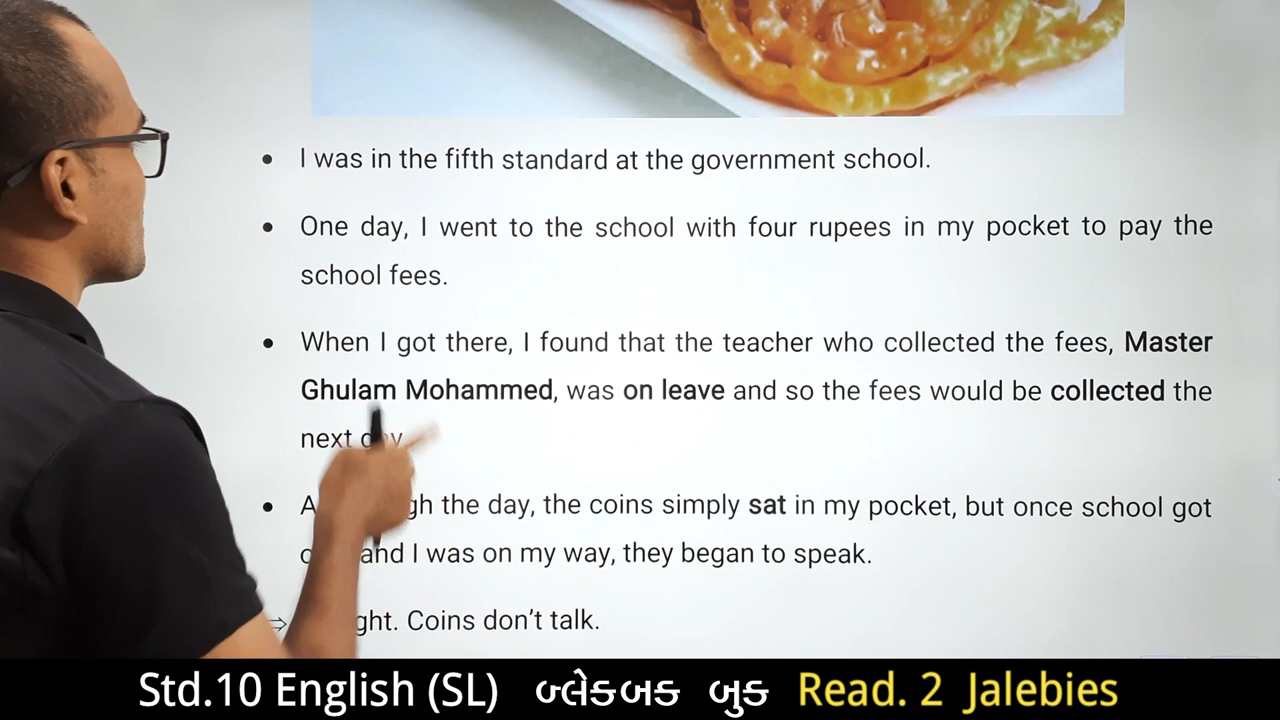 I was in the fifth standard at the government school.
One day, I went to the school with four rupees in my pocket to pay the
school fees.
When I got there, I found that the teacher who collected the fees, Master
Ghulam Mohammed, was on leave and so the fees would be collected the
next
the day, the coins simply sat in my pocket, but once school got
and I was on my way, they began to speak.
Coins don't talk.
Std.10 English (SL) બ્લેકબક બુક Read. 2 Jalebies